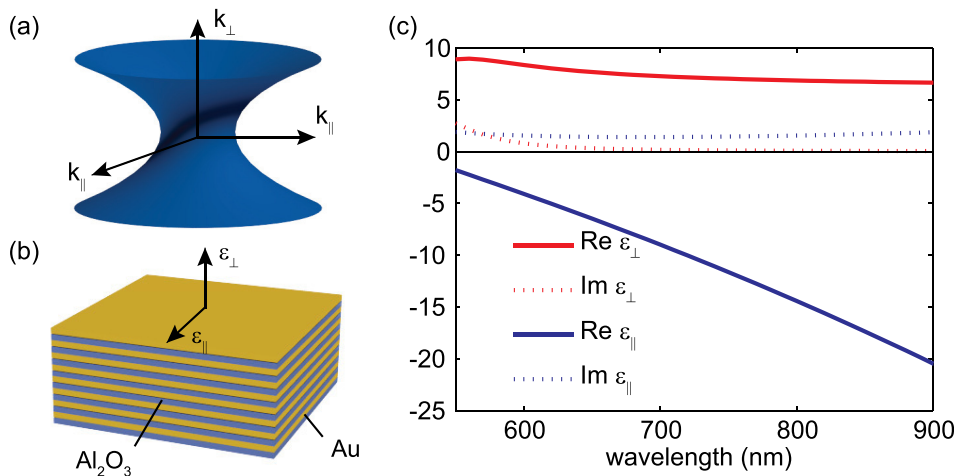 (a)
k⊥
k||
k||
(b)
ε⊥
ε||
Al₂O₃
Au
(c)
10
5
0
-5
-10
-15
-20
-25
Re ε⊥
Im ε⊥
Re ε||
Im ε||
600
700
800
900
wavelength (nm)